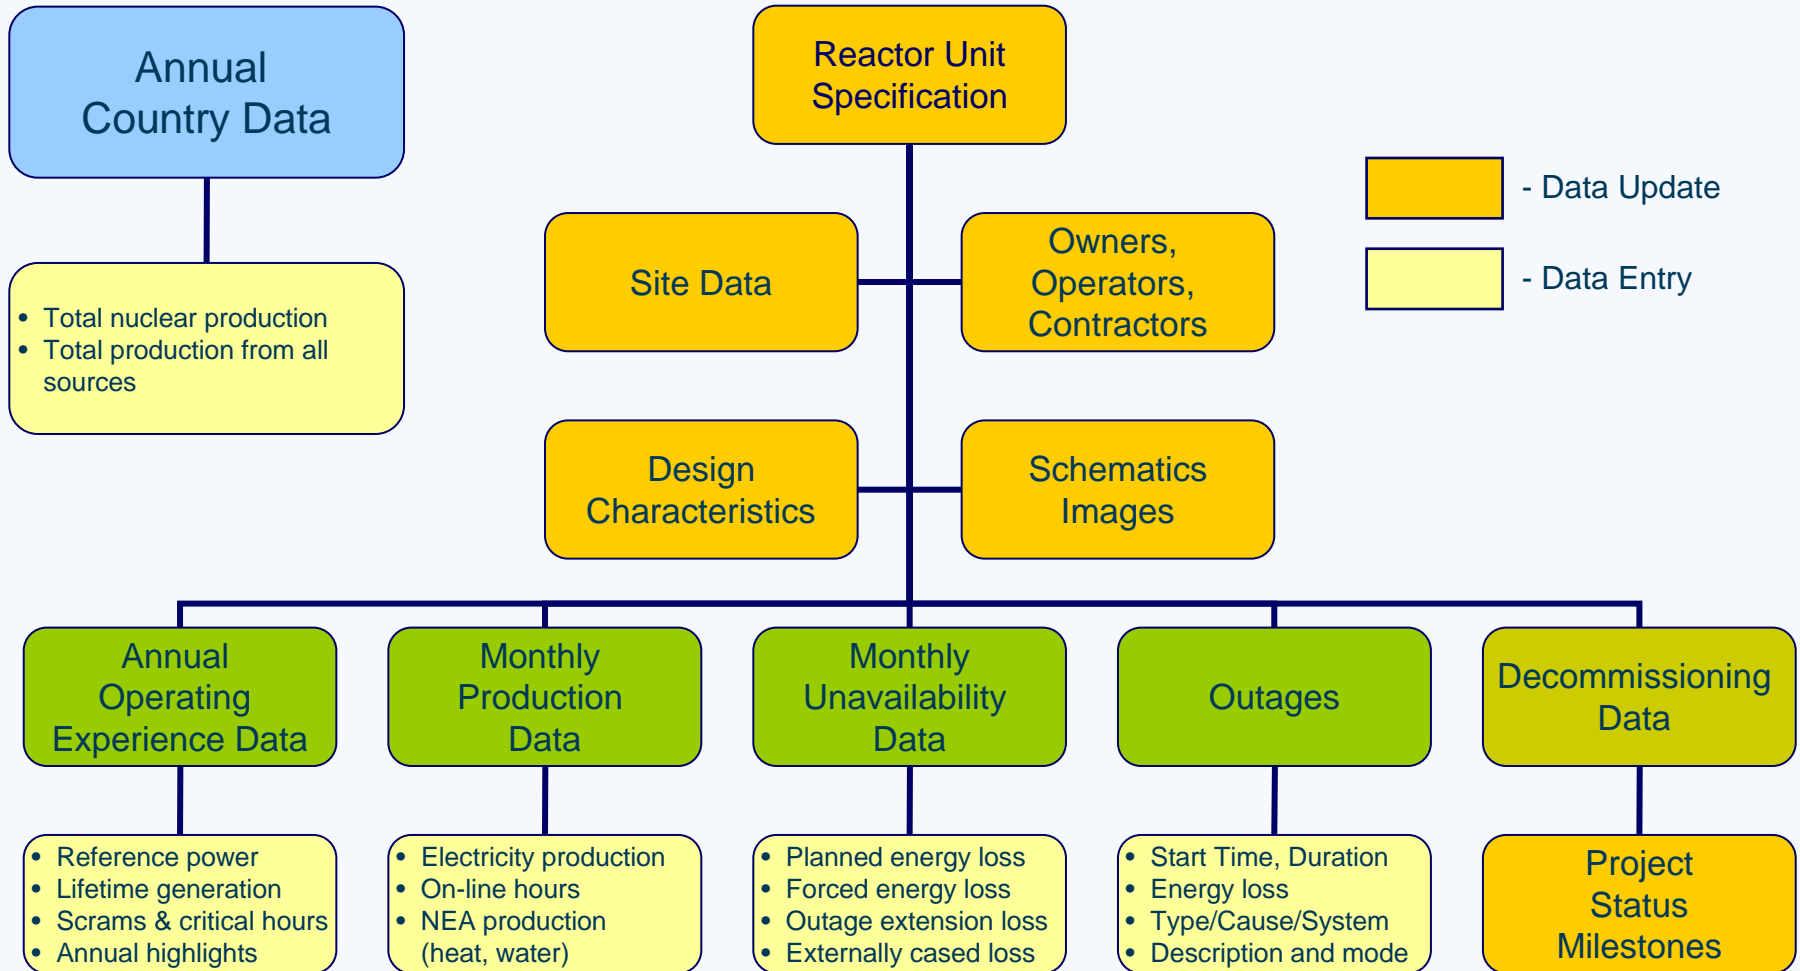 Annual
Country Data
• Total nuclear production
• Total production from all
sources
Reactor Unit
Specification
- Data Update
- Data Entry
Site Data
Owners,
Operators,
Contractors
Design
Characteristics
Schematics
Images
Annual
Operating
Experience Data
Monthly
Production
Data
Monthly
Unavailability
Data
Outages
Decommissioning
Data
• Reference power
• Lifetime generation
• Scrams & critical hours
• Annual highlights
• Electricity production
• On-line hours
• NEA production
(heat, water)
• Planned energy loss
• Forced energy loss
• Outage extension loss
• Externally cased loss
• Start Time, Duration
• Energy loss
• Type/Cause/System
• Description and mode
Project
Status
Milestones